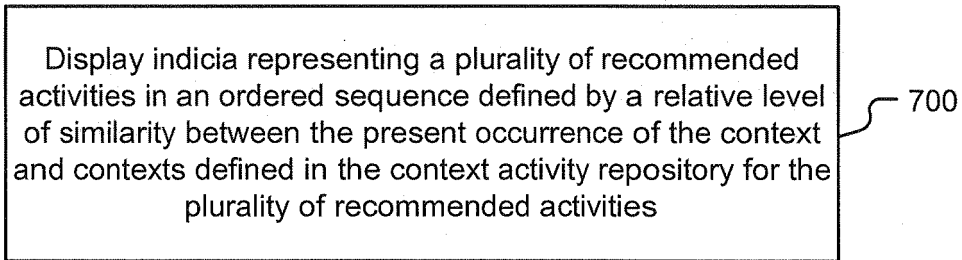 Display indicia representing a plurality of recommended
activities in an ordered sequence defined by a relative level
of similarity between the present occurrence of the context
and contexts defined in the context activity repository for the
plurality of recommended activities
700